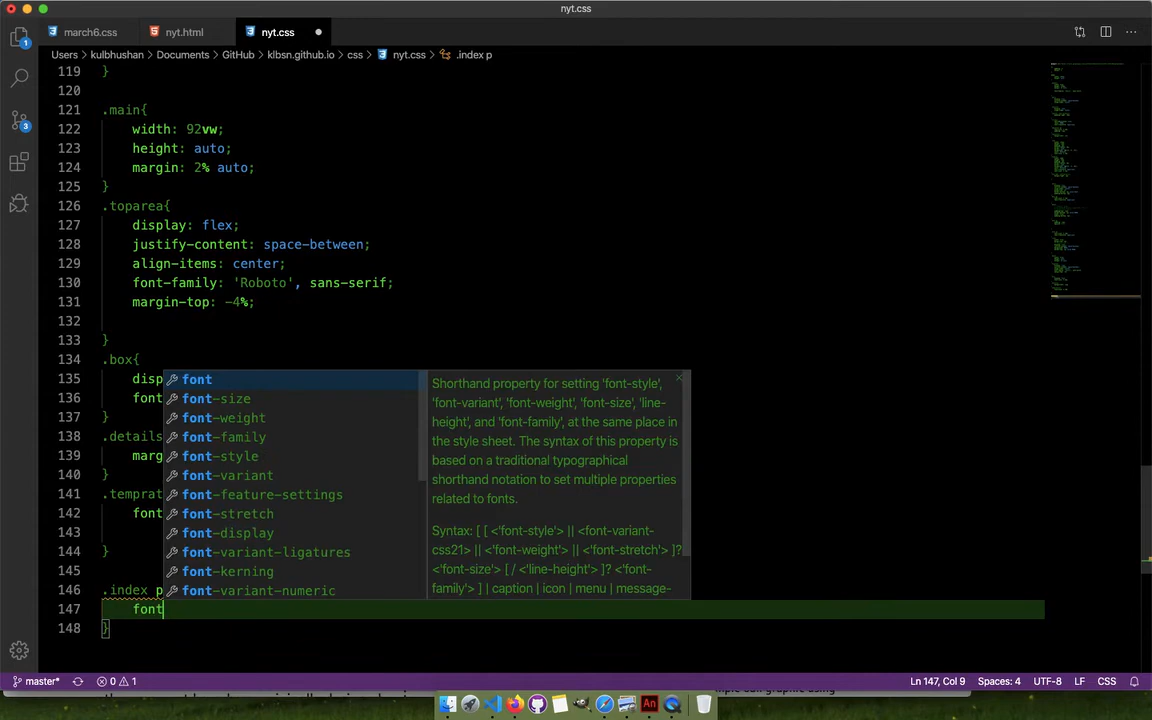 nyt.css
march6.css
nyt.html
nyt.css
Users > kulbhushan > Documents > GitHub > klbsn.github.io > css > nyt.css > .index p
119 }
120
121 .main{
122 width: 92vw;
123 height: auto;
124 margin: 2% auto;
125 }
126 .toparea{
127 display: flex;
128 justify-content: space-between;
129 align-items: center;
130 font-family: 'Roboto', sans-serif;
131 margin-top: -4%;
132
133 }
134 .box{
135 disp
136 font
137 }
138 .details
139 marg
140 }
141 .temprat
142 font
143
144 }
145
146 .index p
147 font
148 }
font
font-size
font-weight
font-family
font-style
font-variant
font-feature-settings
font-stretch
font-display
font-variant-ligatures
font-kerning
font-variant-numeric
Shorthand property for setting 'font-style',
'font-variant', 'font-weight', 'font-size', 'line-
height', and 'font-family', at the same place in
the style sheet. The syntax of this property is
based on a traditional typographical
shorthand notation to set multiple properties
related to fonts.
Syntax: [ [ <'font-style'> || <font-variant-
css21> || <'font-weight'> || <'font-stretch'> ]?
<'font-size'> [ / <'line-height'> ]? <'font-
family'> ] | caption | icon | menu | message-
1
3
master*
0 1
Ln 147, Col 9
Spaces: 4
UTF-8
LF
CSS
An